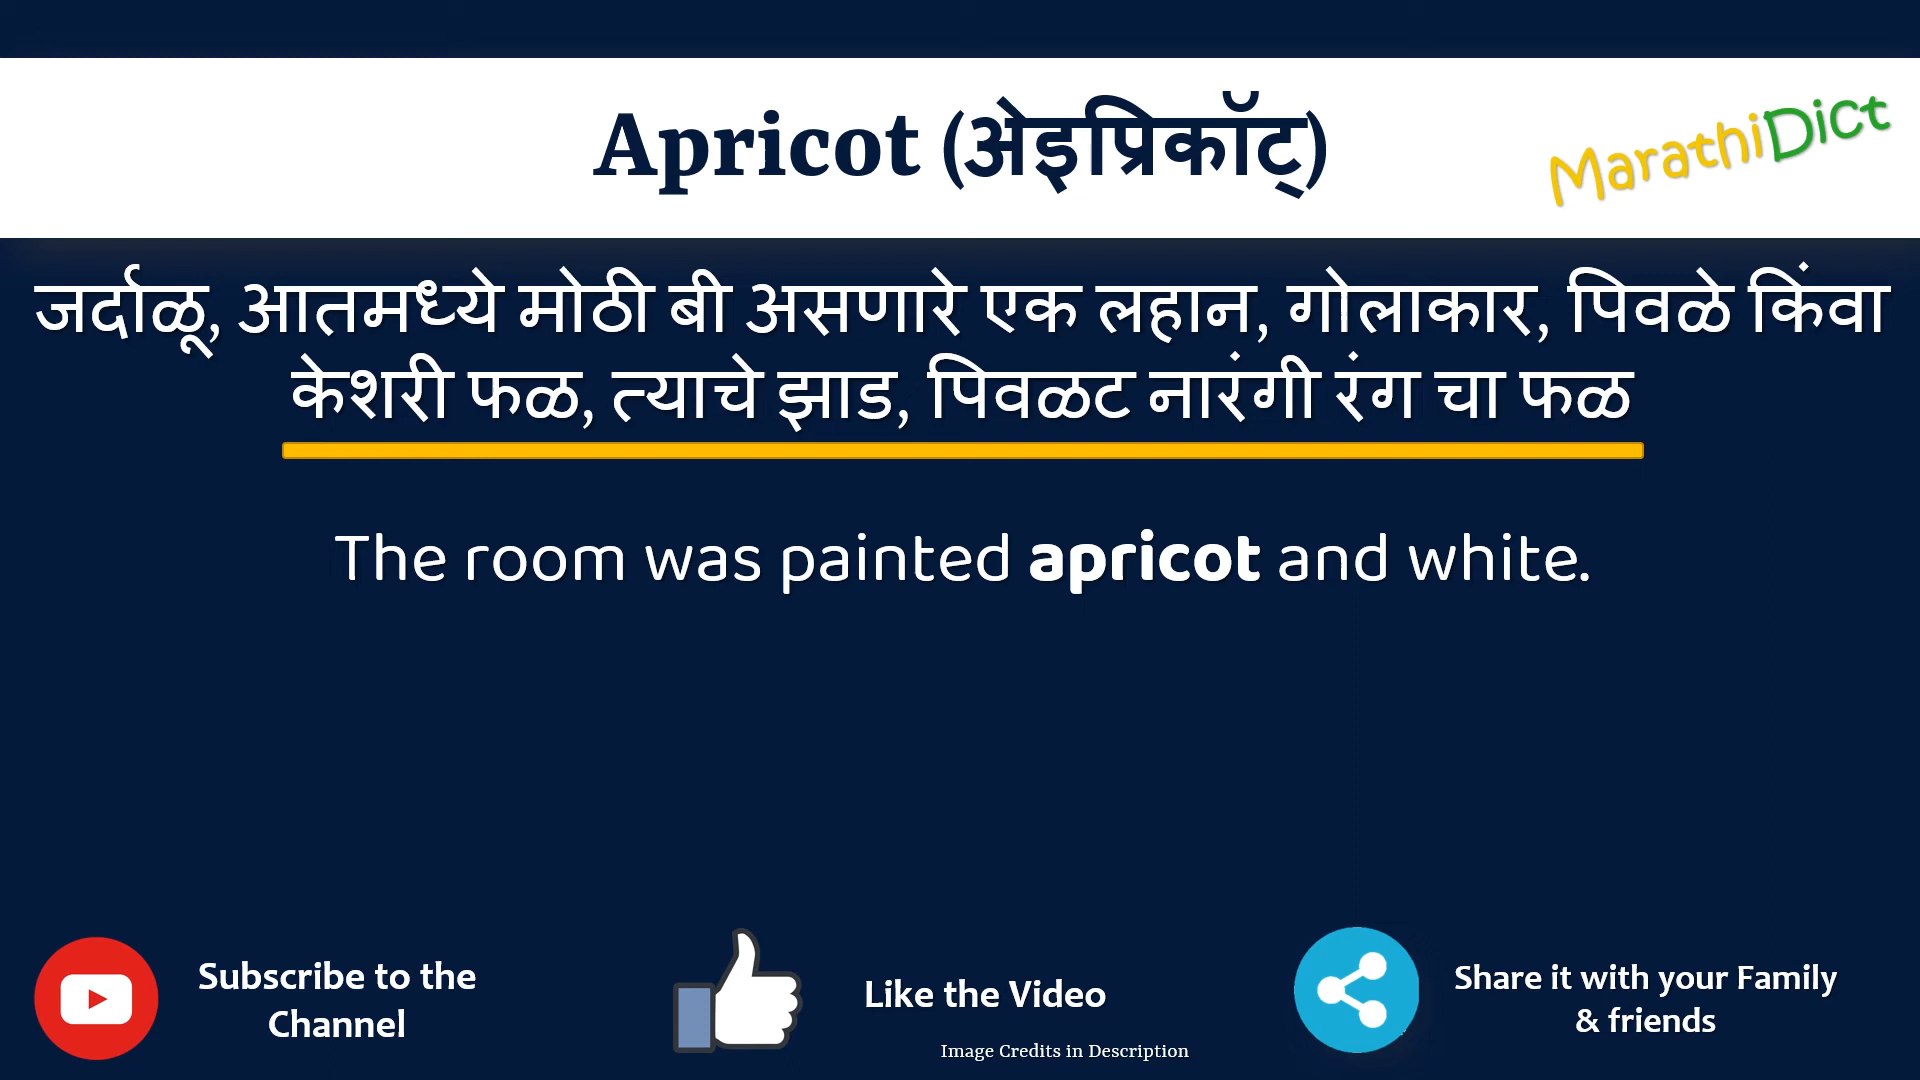 Apricot (अेइप्रिकॉट्)
MarathiDict
जर्दाळू, आतमध्ये मोठी बी असणारे एक लहान, गोलाकार, पिवळे किंवा
केशरी फळ, त्याचे झाड, पिवळट नारंगी रंग चा फळ
The room was painted apricot and white.
Subscribe to the
Channel
Like the Video
Share it with your Family
& friends
Image Credits in Description